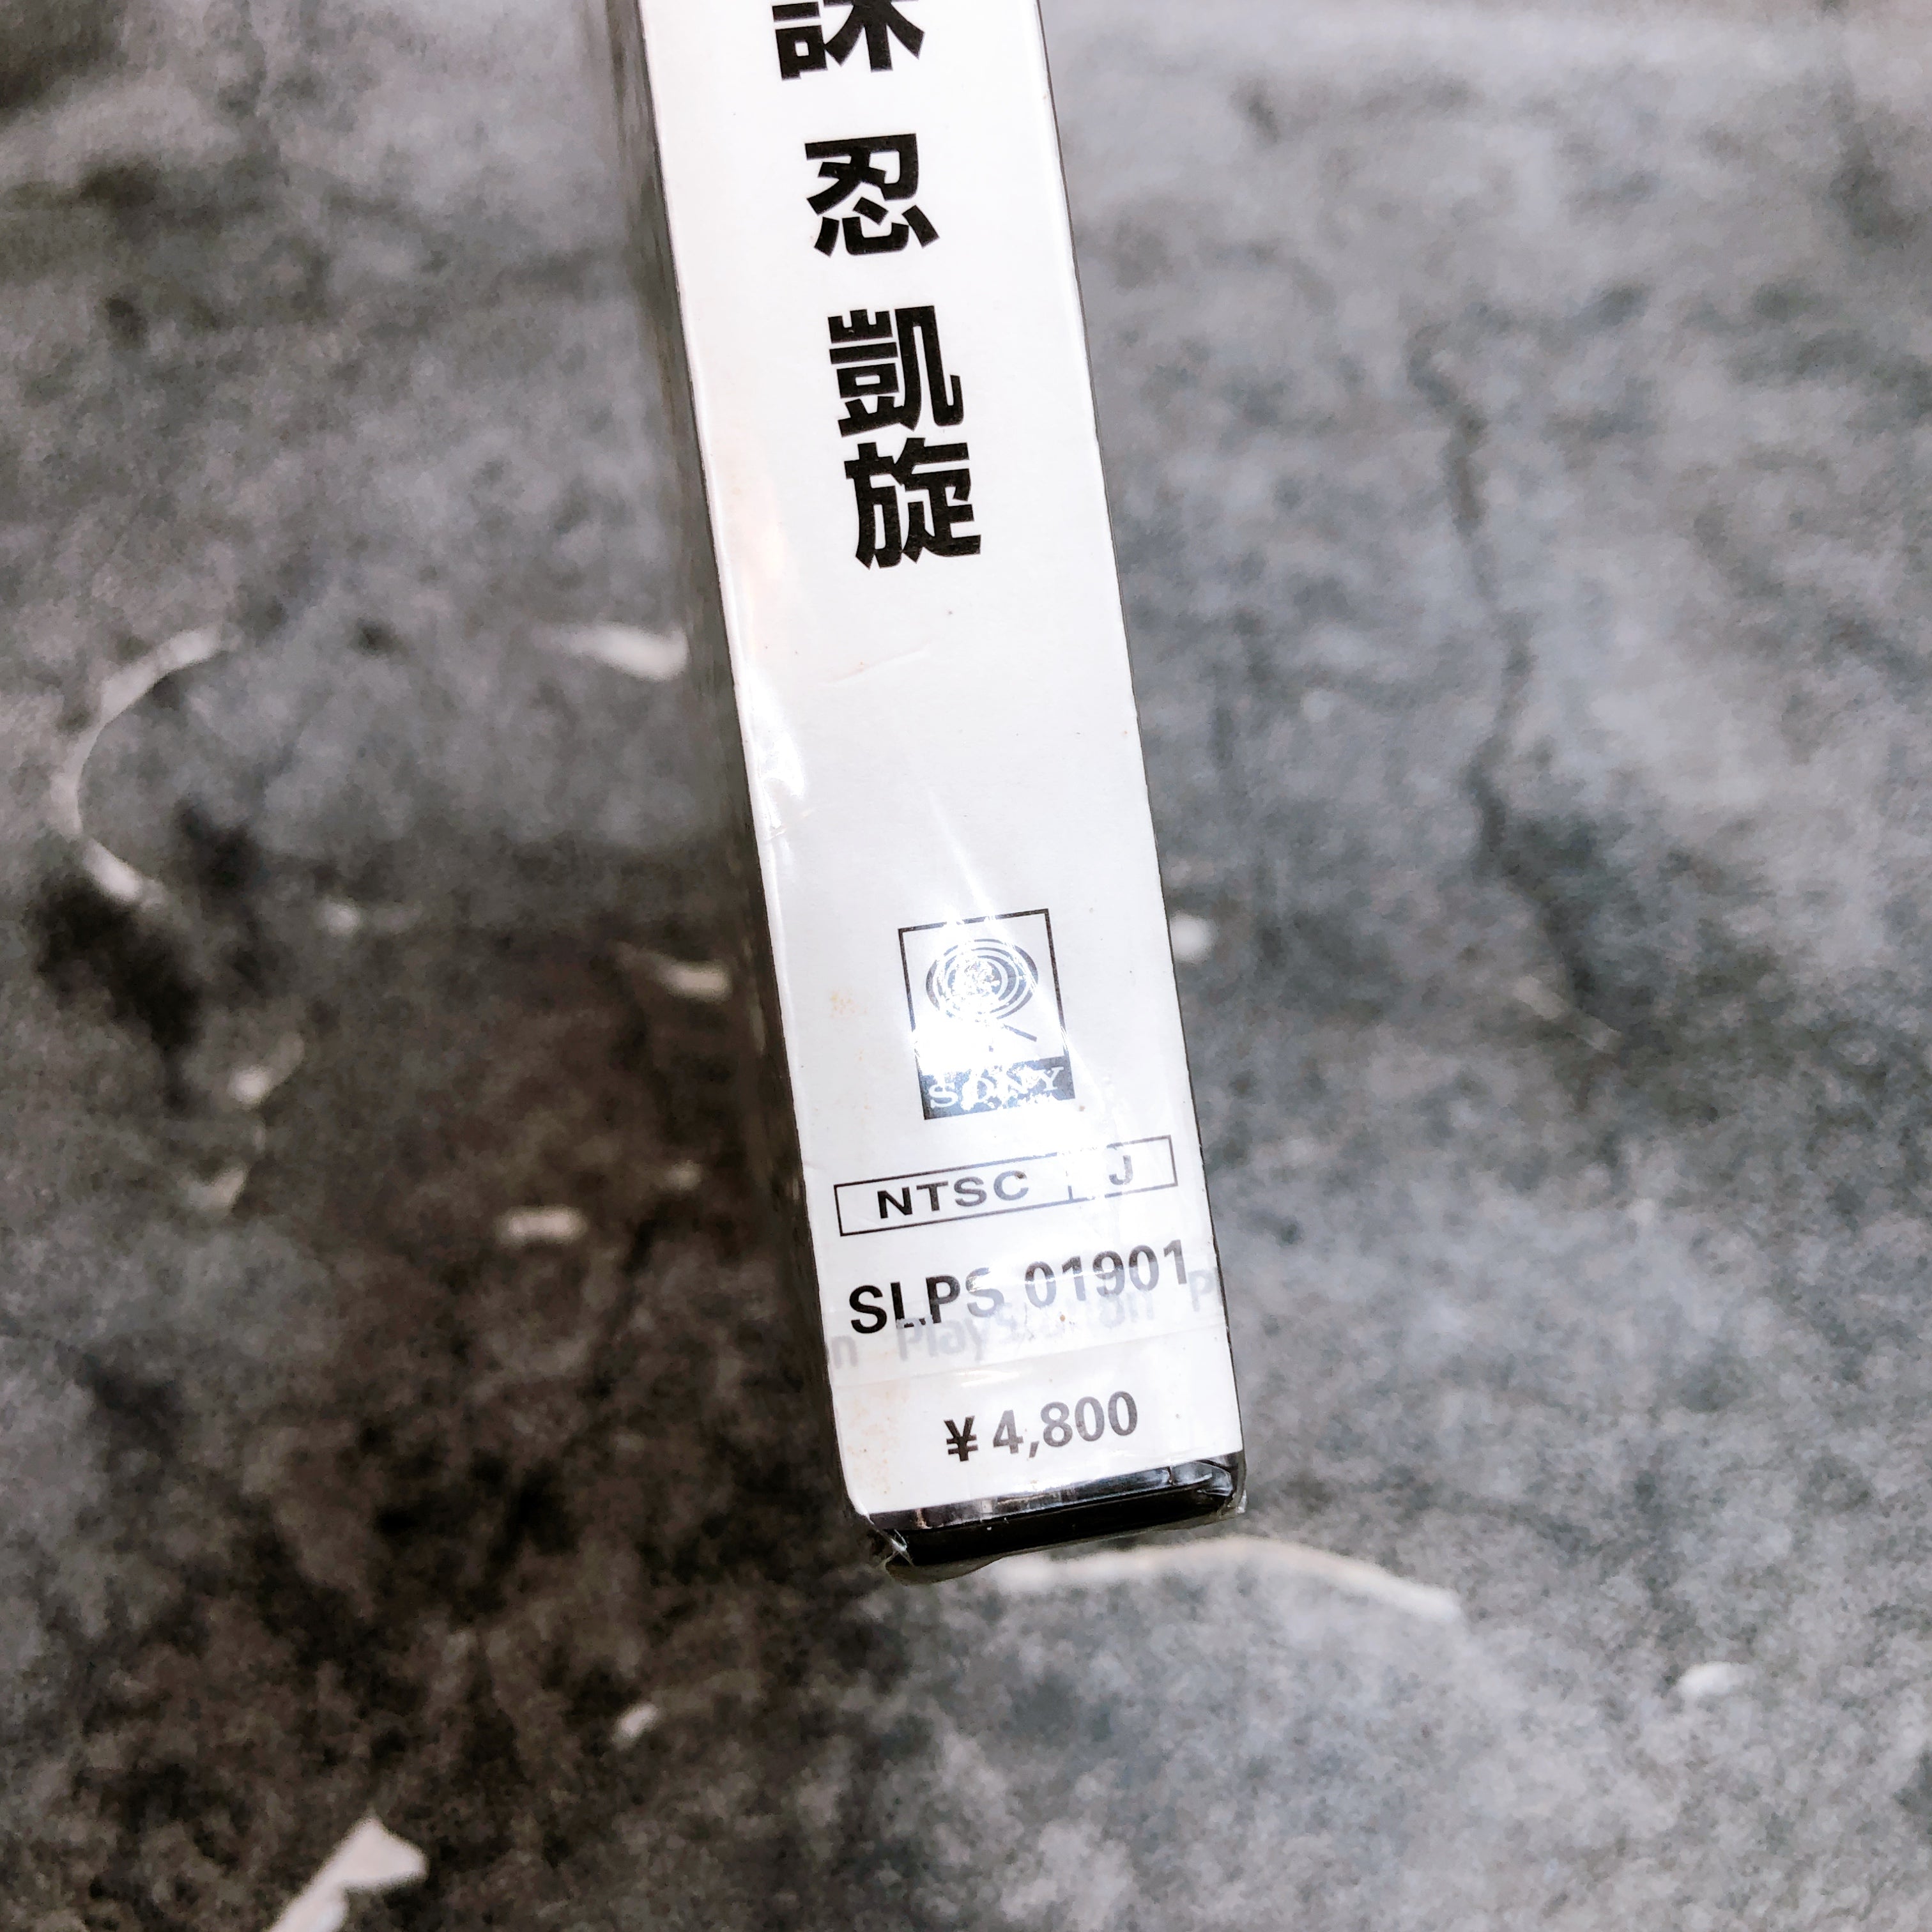 誅
忍
凱旋
SONY
NTSC J
SLPS 01901
n PlayStation P
¥4,800